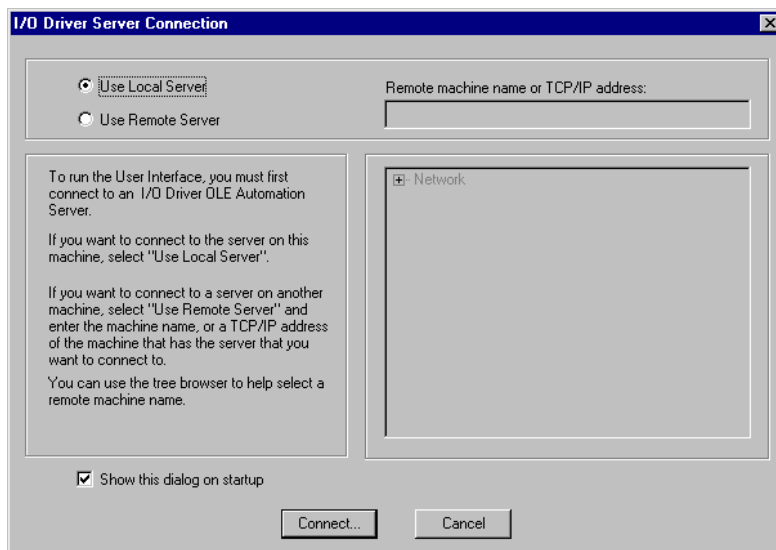 I/O Driver Server Connection
Use Local Server
Remote machine name or TCP/IP address:
Use Remote Server
To run the User Interface, you must first
connect to an I/O Driver OLE Automation
Server.
If you want to connect to the server on this
machine, select "Use Local Server".
If you want to connect to a server on another
machine, select "Use Remote Server" and
enter the machine name, or a TCP/IP address
of the machine that has the server that you
want to connect to.
You can use the tree browser to help select a
remote machine name.
Network
Show this dialog on startup
Connect...
Cancel